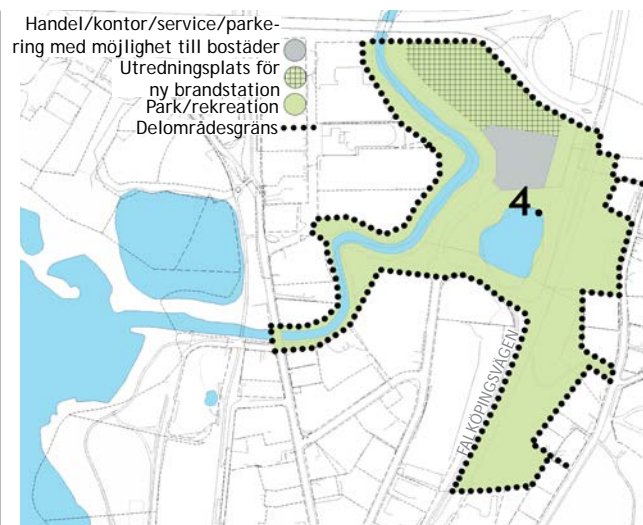 Handel/kontor/service/parke-
ring med möjlighet till bostäder
Utredningsplats för
ny brandstation
Park/rekreation
Delområdesgräns
4.
FALKÖPINGSVÄGEN